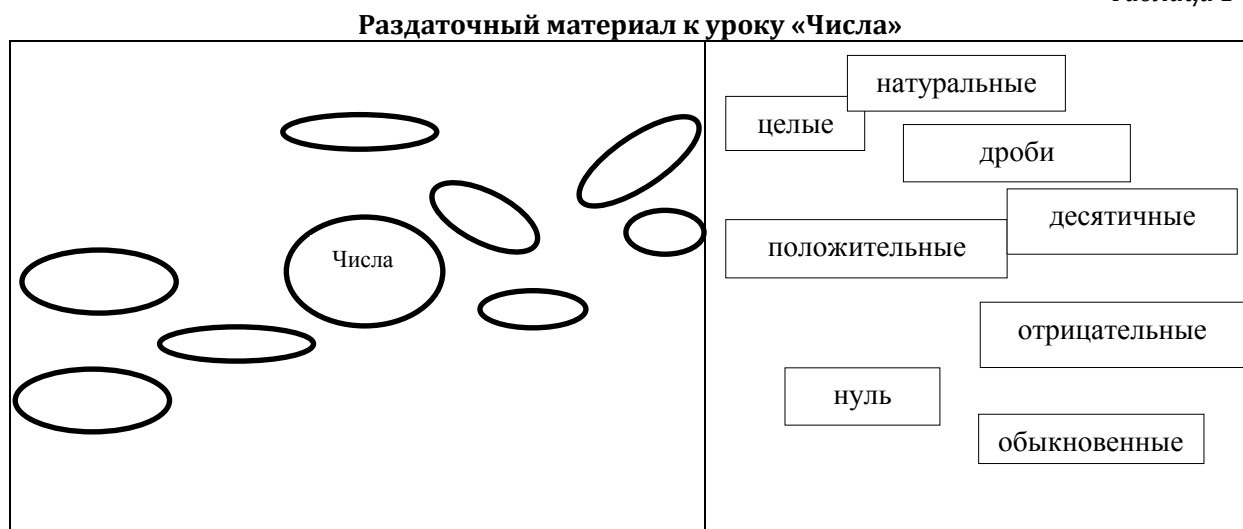 Раздаточный материал к уроку «Числа»
натуральные
целые
дроби
десятичные
положительные
Числа
отрицательные
нуль
обыкновенные